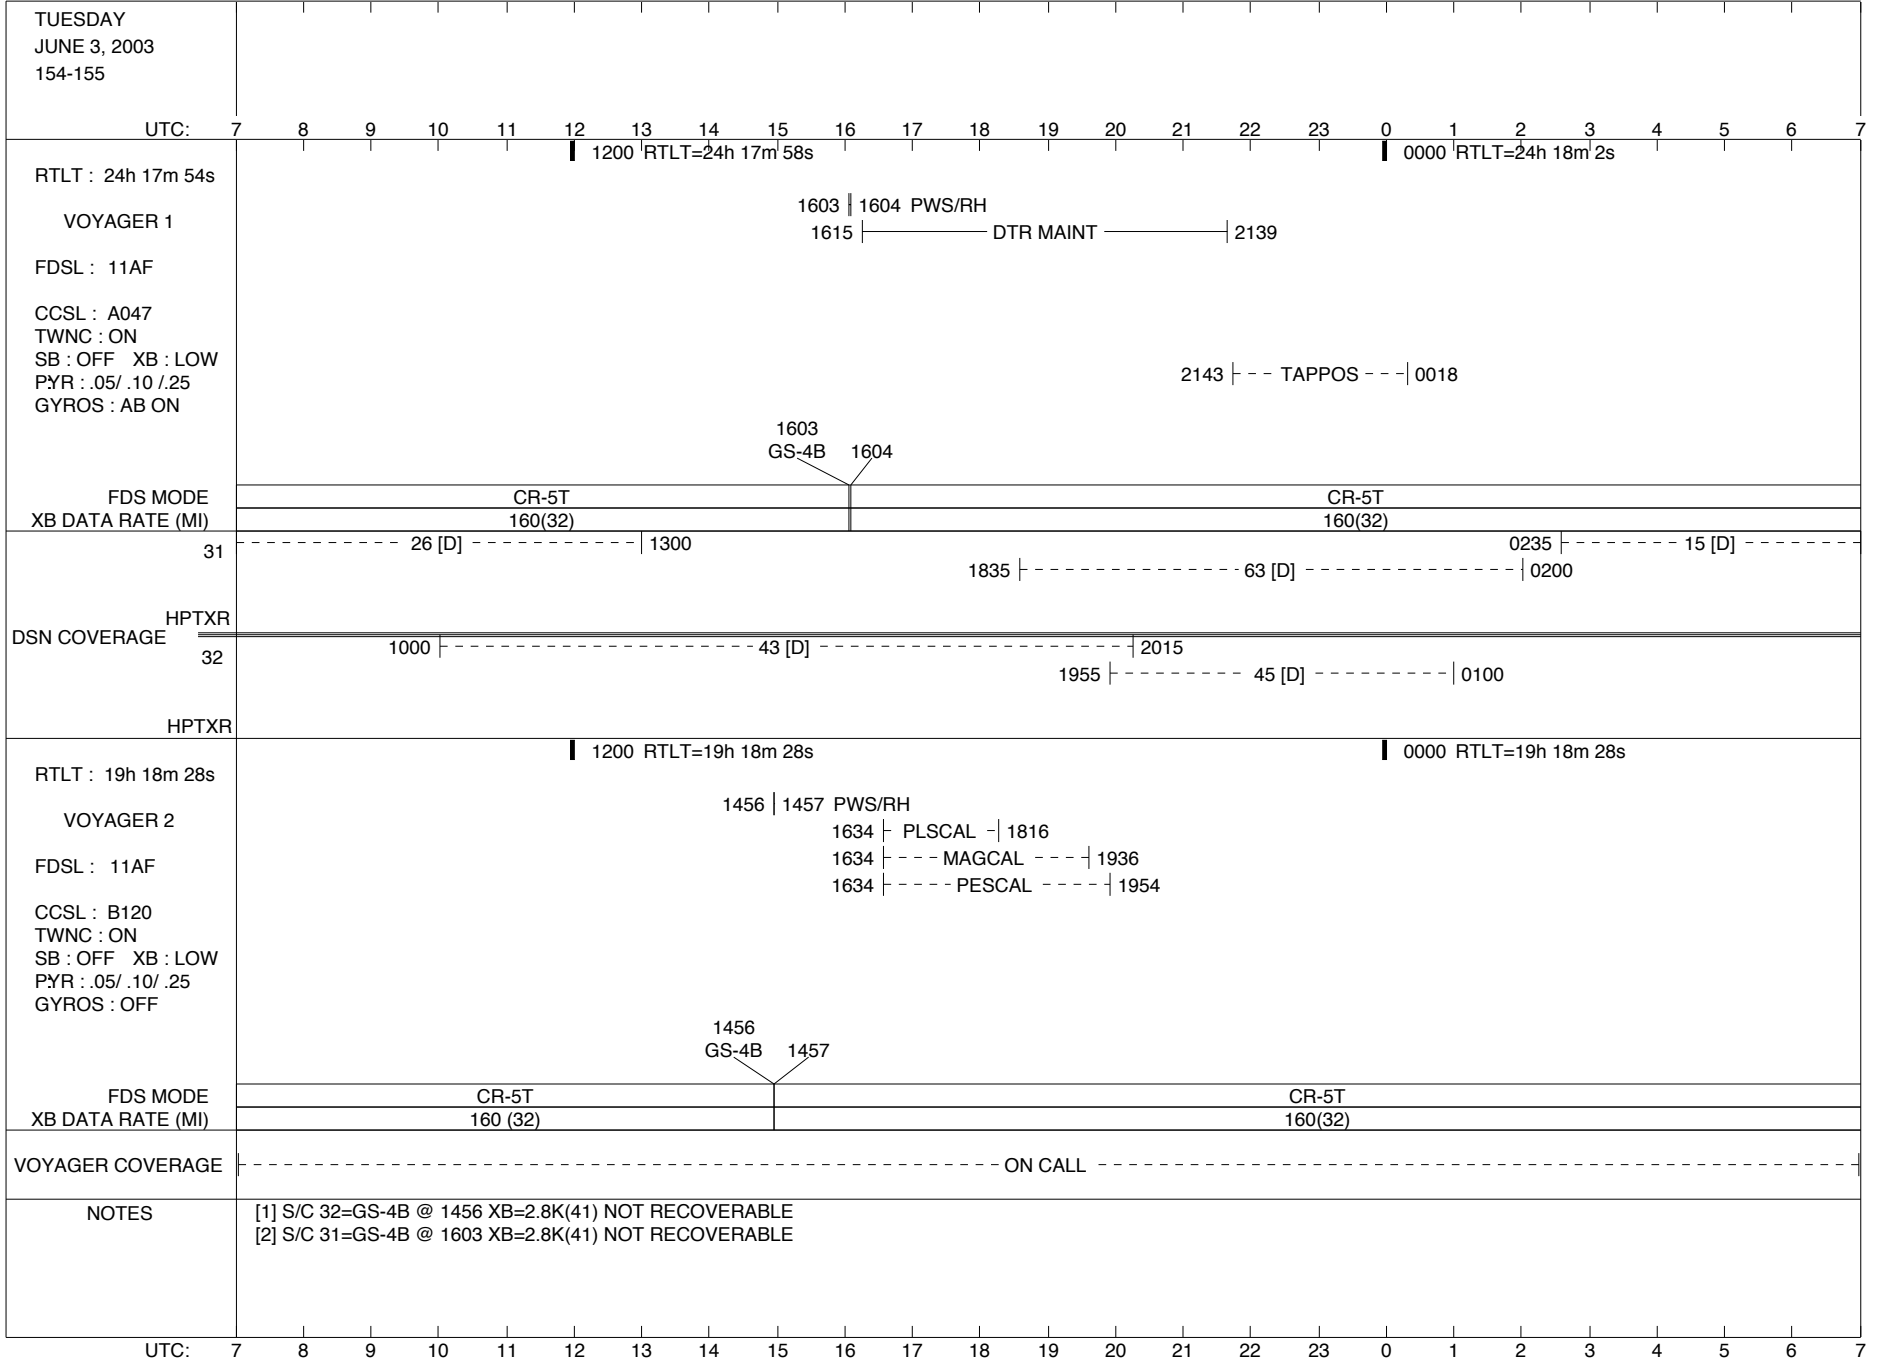 TUESDAY
JUNE 3, 2003
154-155
UTC: 7 8 9 10 11 12 13 14 15 16 17 18 19 20 21 22 23 0 1 2 3 4 5 6 7
1200 RTLT=24h 17m 58s 0000 RTLT=24h 18m 2s
RTLT : 24h 17m 54s
1603 1604 PWS/RH
VOYAGER 1
1615 DTR MAINT 2139
FDSL : 11AF
CCSL : A047
TWNC : ON
SB : OFF XB : LOW
P:YR : .05/ .10 /.25
2143 TAPPOS 0018
GYROS : AB ON
1603
GS-4B 1604
FDS MODE CR-5T CR-5T
XB DATA RATE (MI) 160(32) 160(32)
31 26 [D] 1300 0235 15 [D]
1835 63 [D] 0200
HPTXR
DSN COVERAGE
32 1000 43 [D] 2015
1955 45 [D] 0100
HPTXR
1200 RTLT=19h 18m 28s 0000 RTLT=19h 18m 28s
RTLT : 19h 18m 28s
1456 1457 PWS/RH
VOYAGER 2
1634 PLSCAL 1816
1634 MAGCAL 1936
FDSL : 11AF
1634 PESCAL 1954
CCSL : B120
TWNC : ON
SB : OFF XB : LOW
P:YR : .05/ .10/ .25
GYROS : OFF
1456
GS-4B 1457
FDS MODE CR-5T CR-5T
XB DATA RATE (MI) 160 (32) 160(32)
VOYAGER COVERAGE ON CALL
NOTES [1] S/C 32=GS-4B @ 1456 XB=2.8K(41) NOT RECOVERABLE
[2] S/C 31=GS-4B @ 1603 XB=2.8K(41) NOT RECOVERABLE
UTC: 7 8 9 10 11 12 13 14 15 16 17 18 19 20 21 22 23 0 1 2 3 4 5 6 7